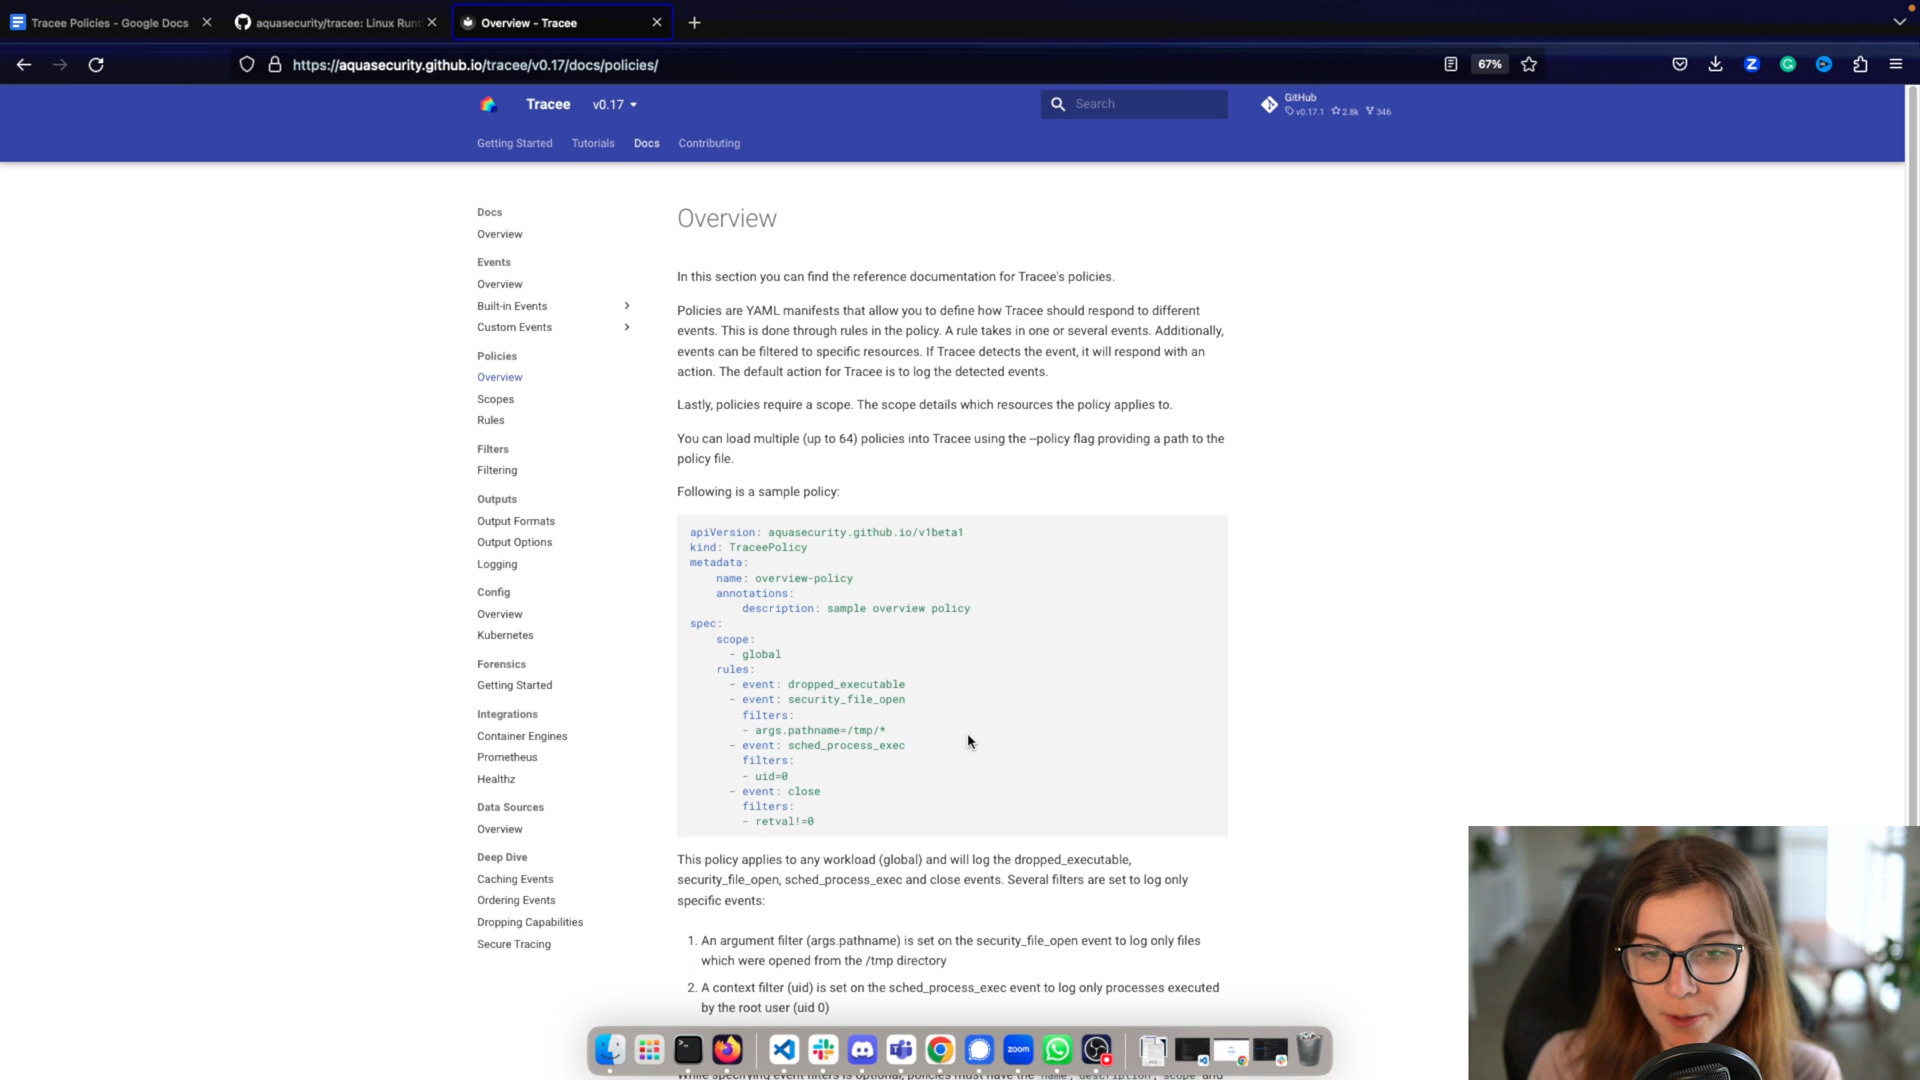 Tracee Policies - Google Docs
aquasecurity/tracee: Linux Runt
Overview - Tracee
https://aquasecurity.github.io/tracee/v0.17/docs/policies/
67%
Tracee
v0.17
Search
GitHub
v0.17.1 2.8k 346
Getting Started
Tutorials
Docs
Contributing
Docs
Overview
Events
Overview
Built-in Events
Custom Events
Policies
Overview
Scopes
Rules
Filters
Filtering
Outputs
Output Formats
Output Options
Logging
Config
Overview
Kubernetes
Forensics
Getting Started
Integrations
Container Engines
Prometheus
Healthz
Data Sources
Overview
Deep Dive
Caching Events
Ordering Events
Dropping Capabilities
Secure Tracing
Overview
In this section you can find the reference documentation for Tracee's policies.
Policies are YAML manifests that allow you to define how Tracee should respond to different
events. This is done through rules in the policy. A rule takes in one or several events. Additionally,
events can be filtered to specific resources. If Tracee detects the event, it will respond with an
action. The default action for Tracee is to log the detected events.
Lastly, policies require a scope. The scope details which resources the policy applies to.
You can load multiple (up to 64) policies into Tracee using the –policy flag providing a path to the
policy file.
Following is a sample policy:
apiVersion: aquasecurity.github.io/v1beta1
kind: TraceePolicy
metadata:
name: overview-policy
annotations:
description: sample overview policy
spec:
scope:
- global
rules:
- event: dropped_executable
- event: security_file_open
filters:
- args.pathname=/tmp/*
- event: sched_process_exec
filters:
- uid=0
- event: close
filters:
- retval!=0
This policy applies to any workload (global) and will log the dropped_executable,
security_file_open, sched_process_exec and close events. Several filters are set to log only
specific events:
1. An argument filter (args.pathname) is set on the security_file_open event to log only files
which were opened from the /tmp directory
2. A context filter (uid) is set on the sched_process_exec event to log only processes executed
by the root user (uid 0)
zoom